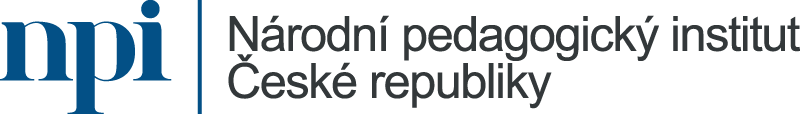 npi
Národní pedagogický institut
České republiky